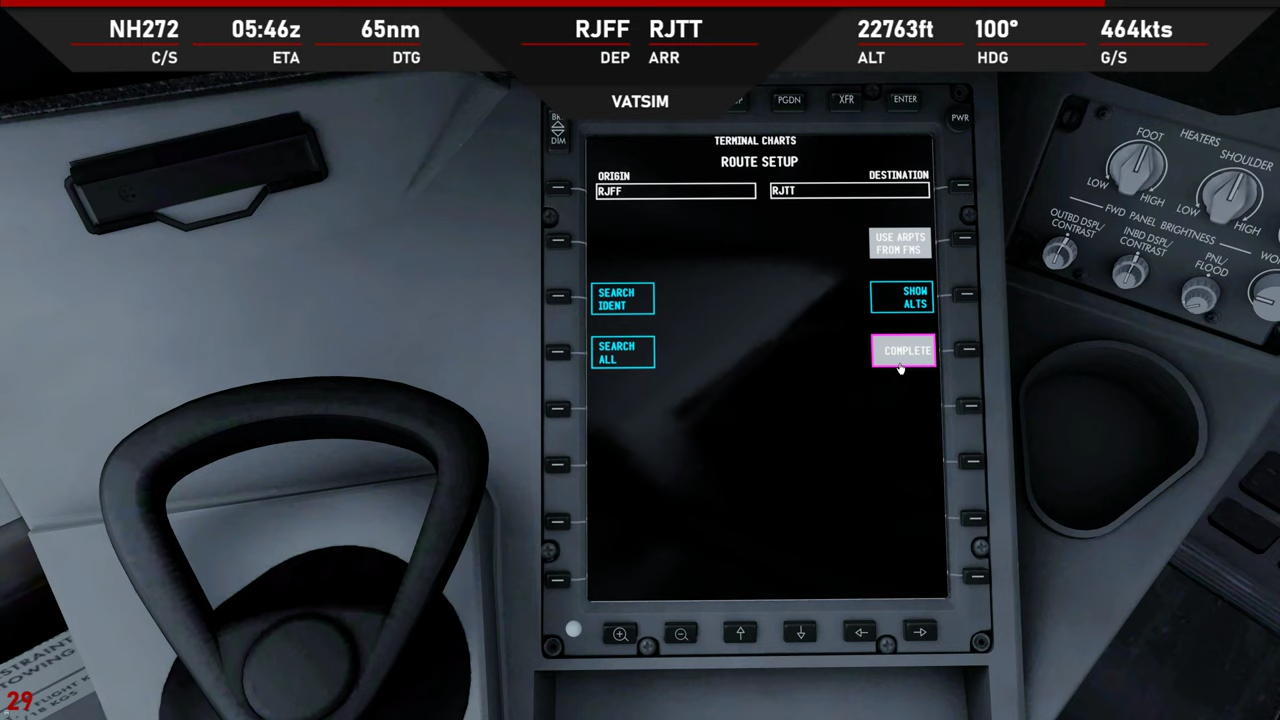 NH272 05:46z 65nm RJFF RJTT 22763ft 100° 464kts
C/S ETA DTG DEP ARR ALT HDG G/S
VATSIM
PGDN XFR ENTER
PWR
DIM
TERMINAL CHARTS
ROUTE SETUP
ORIGIN DESTINATION
RJFF RJTT
USE ARPTS
FROM FMS
SEARCH
IDENT
SHOW
ALTS
SEARCH
ALL
COMPLETE
FOOT
HEATERS
SHOULDER
LOW
HIGH
LOW
HIGH
FWD PANEL BRIGHTNESS
OUTBD DSPL/
CONTRAST
INBD DSPL/
CONTRAST
PNL/
FLOOD
TOWING
KGS
29